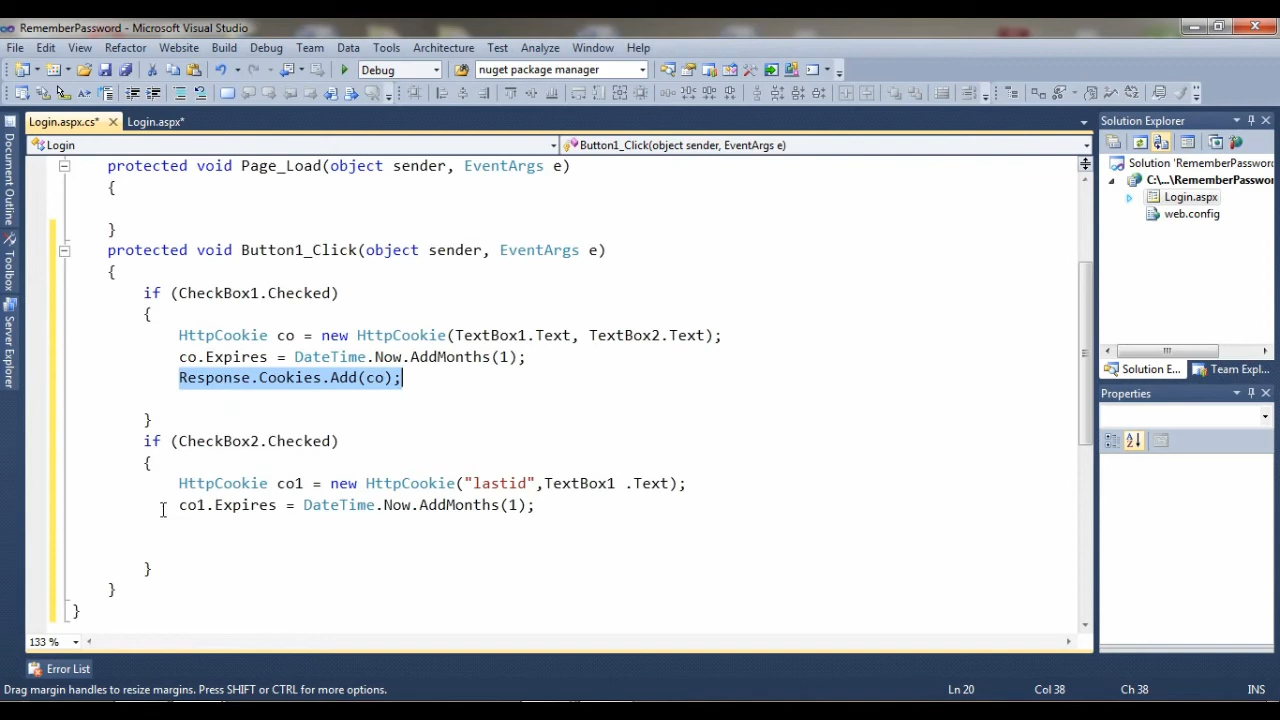 RememberPassword - Microsoft Visual Studio
File Edit View Refactor Website Build Debug Team Data Tools Architecture Test Analyze Window Help
Debug nuget package manager
Login.aspx.cs* Login.aspx*
Login Button1_Click(object sender, EventArgs e)
protected void Page_Load(object sender, EventArgs e)
{
}
protected void Button1_Click(object sender, EventArgs e)
{
if (CheckBox1.Checked)
{
HttpCookie co = new HttpCookie(TextBox1.Text, TextBox2.Text);
co.Expires = DateTime.Now.AddMonths(1);
Response.Cookies.Add(co);
}
if (CheckBox2.Checked)
{
HttpCookie co1 = new HttpCookie("lastid",TextBox1 .Text);
co1.Expires = DateTime.Now.AddMonths(1);
}
}
}
133 %
Document Outline
Toolbox
Server Explorer
Solution Explorer
Solution 'RememberPassword
C:\...\RememberPasswor
Login.aspx
web.config
Solution E... Team Expl...
Properties
Error List
Drag margin handles to resize margins. Press SHIFT or CTRL for more options. Ln 20 Col 38 Ch 38 INS